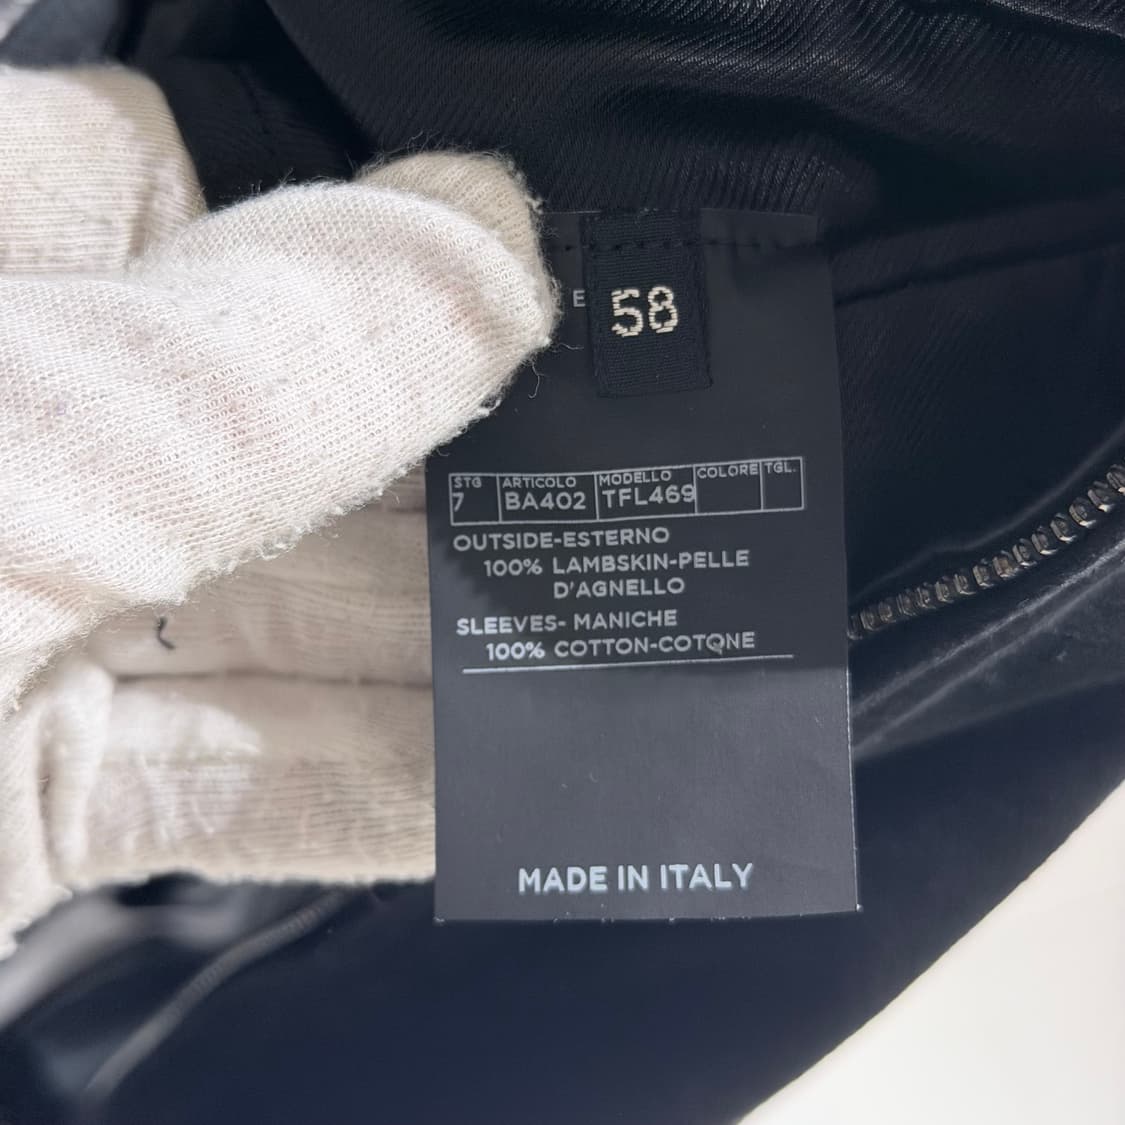 E
58
STG ARTICOLO MODELLO COLORE TGL.
7 BA402 TFL469
OUTSIDE-ESTERNO
100% LAMBSKIN-PELLE
D'AGNELLO
SLEEVES- MANICHE
100% COTTON-COTONE
MADE IN ITALY